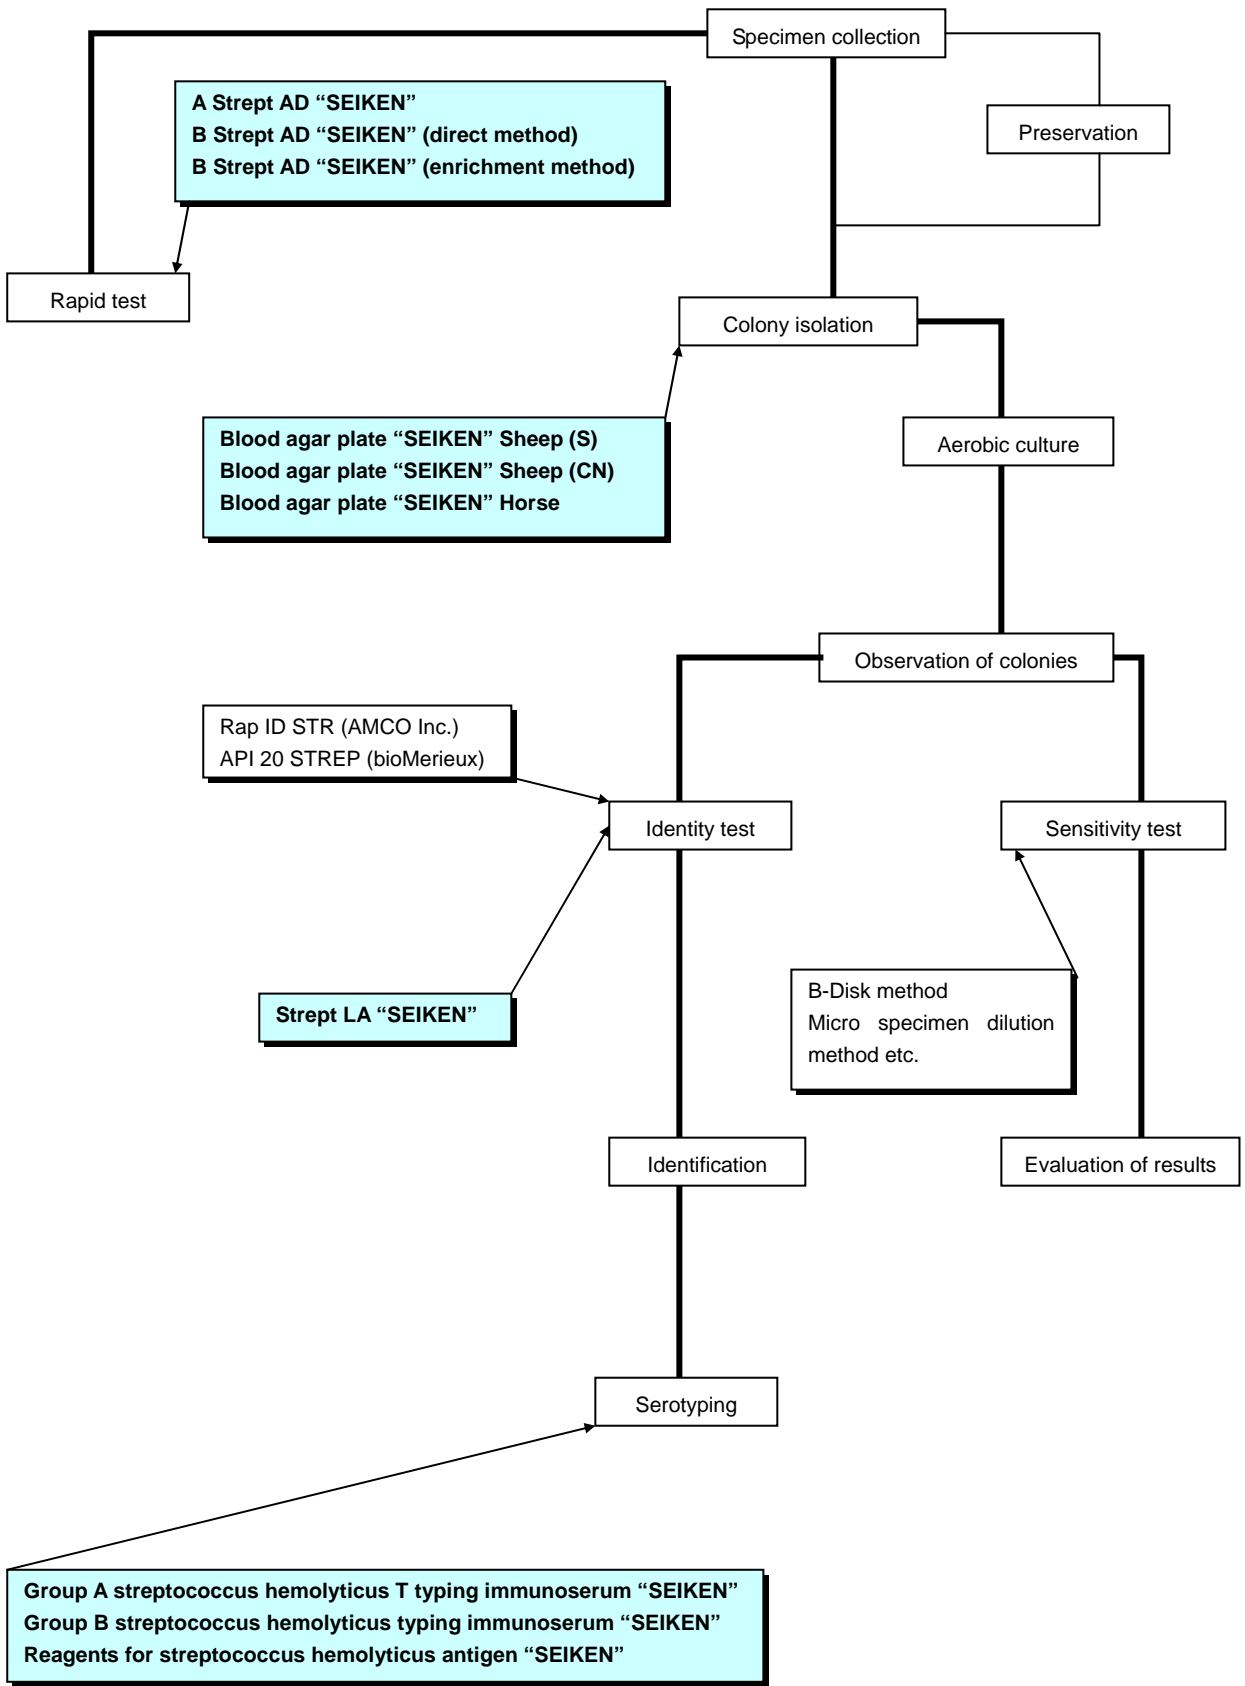 Specimen collection
A Strept AD “SEIKEN”
B Strept AD “SEIKEN” (direct method)
B Strept AD “SEIKEN” (enrichment method)
Preservation
Rapid test
Colony isolation
Blood agar plate “SEIKEN” Sheep (S)
Blood agar plate “SEIKEN” Sheep (CN)
Blood agar plate “SEIKEN” Horse
Aerobic culture
Observation of colonies
Rap ID STR (AMCO Inc.)
API 20 STREP (bioMerieux)
Identity test
Sensitivity test
Strept LA “SEIKEN”
B-Disk method
Micro specimen dilution
method etc.
Identification
Evaluation of results
Serotyping
Group A streptococcus hemolyticus T typing immunoserum “SEIKEN”
Group B streptococcus hemolyticus typing immunoserum “SEIKEN”
Reagents for streptococcus hemolyticus antigen “SEIKEN”